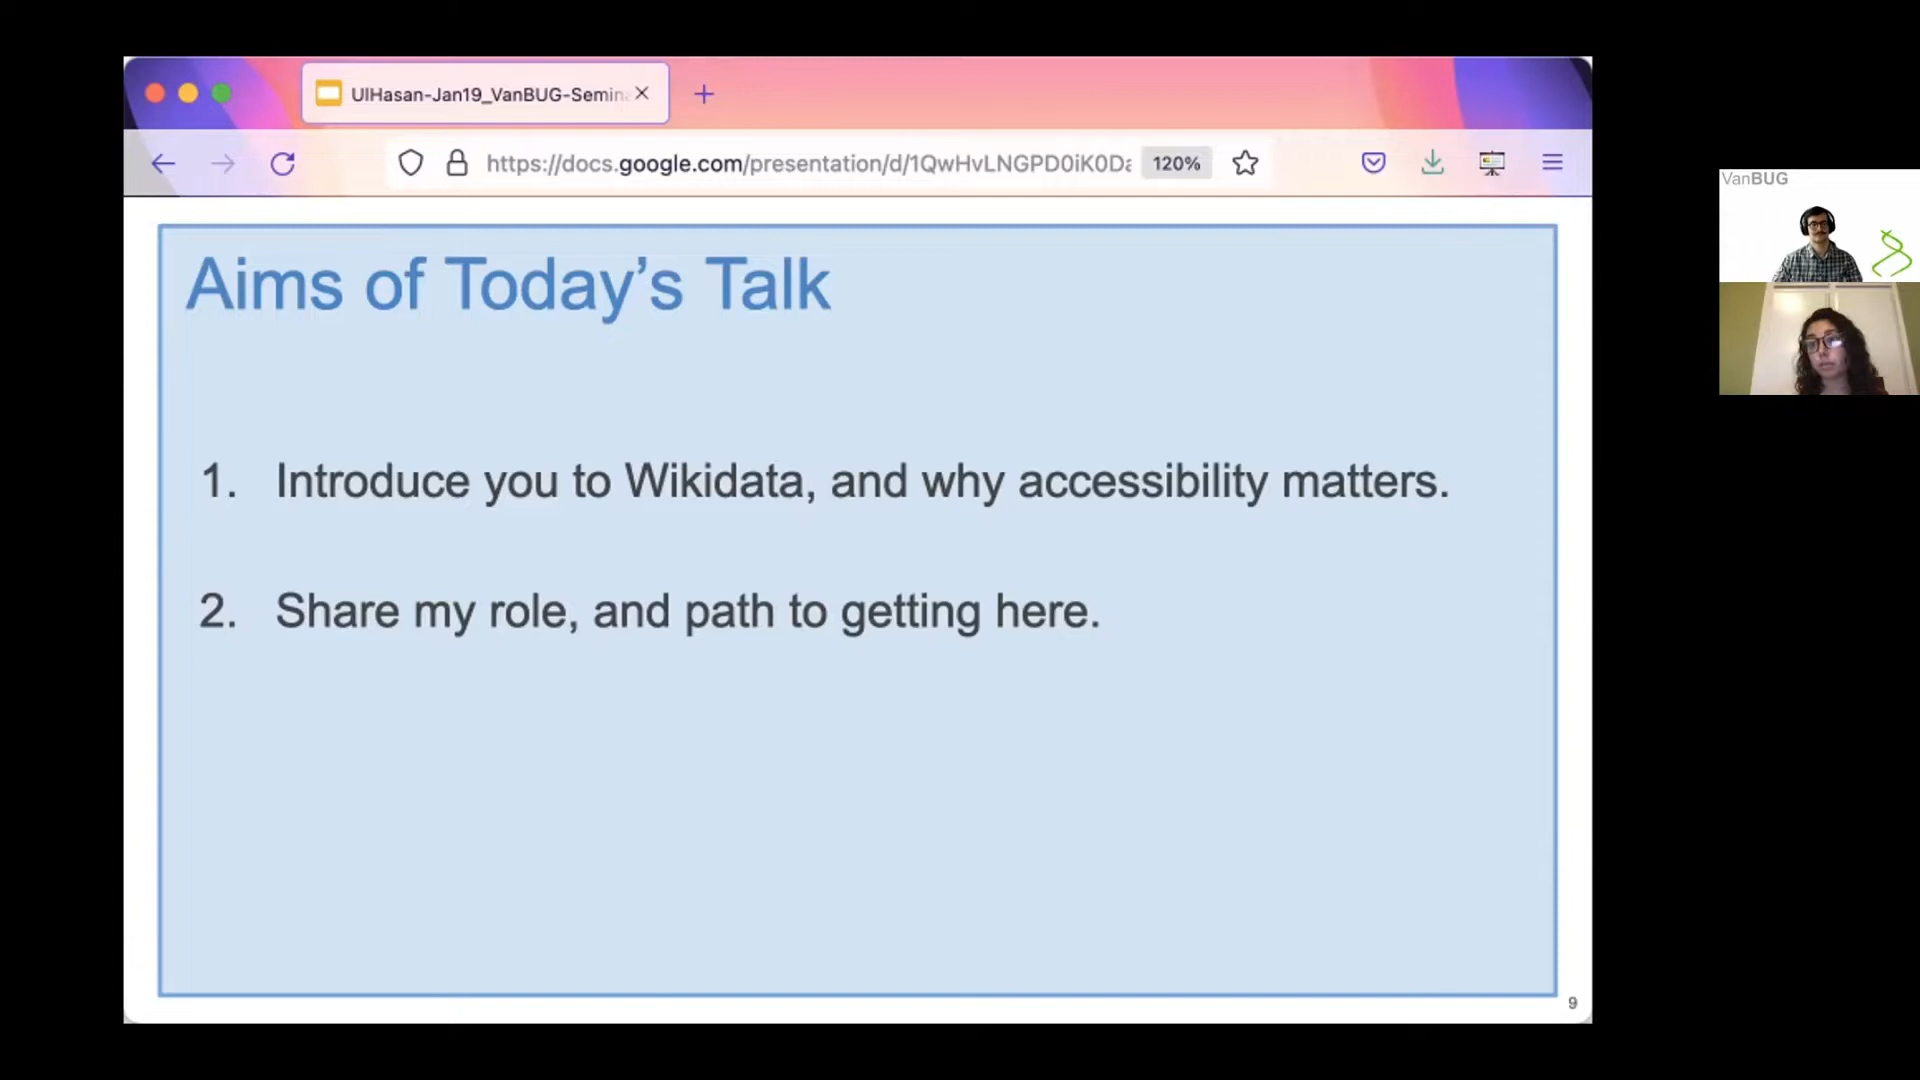 UlHasan-Jan19_VanBUG-Semin
https://docs.google.com/presentation/d/1QwHvLNGPD0iK0Da
120%
VanBUG
Aims of Today’s Talk
1. Introduce you to Wikidata, and why accessibility matters.
2. Share my role, and path to getting here.
9